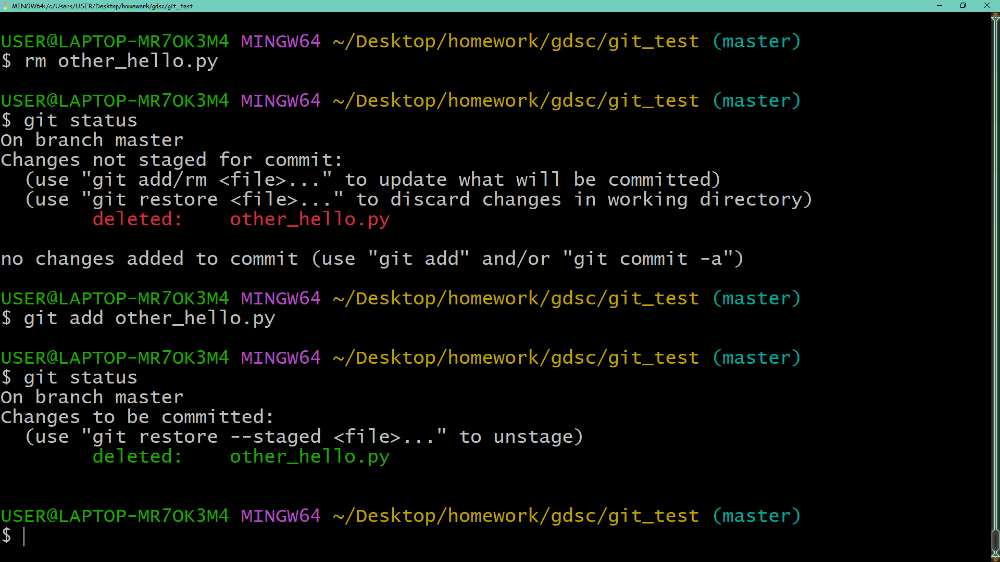 MINGW64:/c/Users/USER/Desktop/homework/gdsc/git_test
USER@LAPTOP-MR7OK3M4 MINGW64 ~/Desktop/homework/gdsc/git_test (master)
$ rm other_hello.py
USER@LAPTOP-MR7OK3M4 MINGW64 ~/Desktop/homework/gdsc/git_test (master)
$ git status
On branch master
Changes not staged for commit:
  (use "git add/rm <file>..." to update what will be committed)
  (use "git restore <file>..." to discard changes in working directory)
        deleted:    other_hello.py
no changes added to commit (use "git add" and/or "git commit -a")
USER@LAPTOP-MR7OK3M4 MINGW64 ~/Desktop/homework/gdsc/git_test (master)
$ git add other_hello.py
USER@LAPTOP-MR7OK3M4 MINGW64 ~/Desktop/homework/gdsc/git_test (master)
$ git status
On branch master
Changes to be committed:
  (use "git restore --staged <file>..." to unstage)
        deleted:    other_hello.py
USER@LAPTOP-MR7OK3M4 MINGW64 ~/Desktop/homework/gdsc/git_test (master)
$